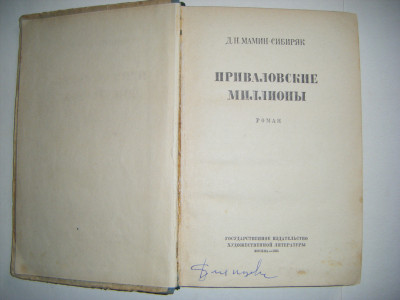 Д. Н. МАМИН-СИБИРЯК
ПРИВАЛОВСКИЕ
МИЛЛИОНЫ
РОМАН
ГОСУДАРСТВЕННОЕ ИЗДАТЕЛЬСТВО
ХУДОЖЕСТВЕННОЙ ЛИТЕРАТУРЫ